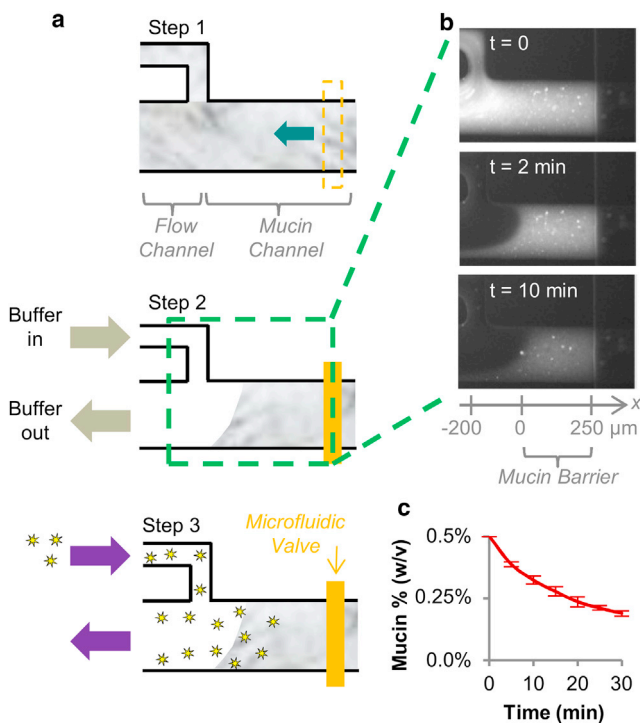 a
Step 1
Flow
Channel
Mucin
Channel
Step 2
Buffer
in
Buffer
out
Step 3
Microfluidic
Valve
b
t = 0
t = 2 min
t = 10 min
x
-200 0 250 μm
Mucin Barrier
c
Mucin % (w/v)
0.5%
0.25%
0.0%
0 10 20 30
Time (min)